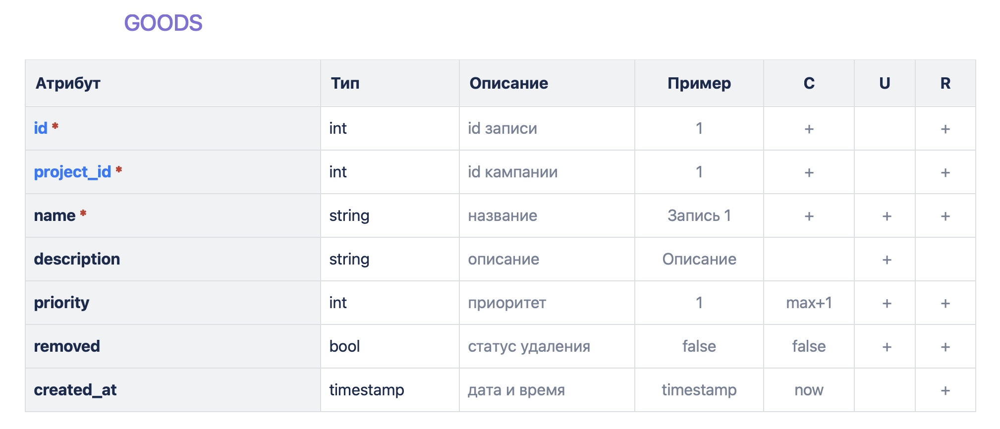 GOODS
Атрибут Тип Описание Пример C U R
id * int id записи 1 + +
project_id * int id кампании 1 + +
name * string название Запись 1 + + +
description string описание Описание +
priority int приоритет 1 max+1 + +
removed bool статус удаления false false + +
created_at timestamp дата и время timestamp now +